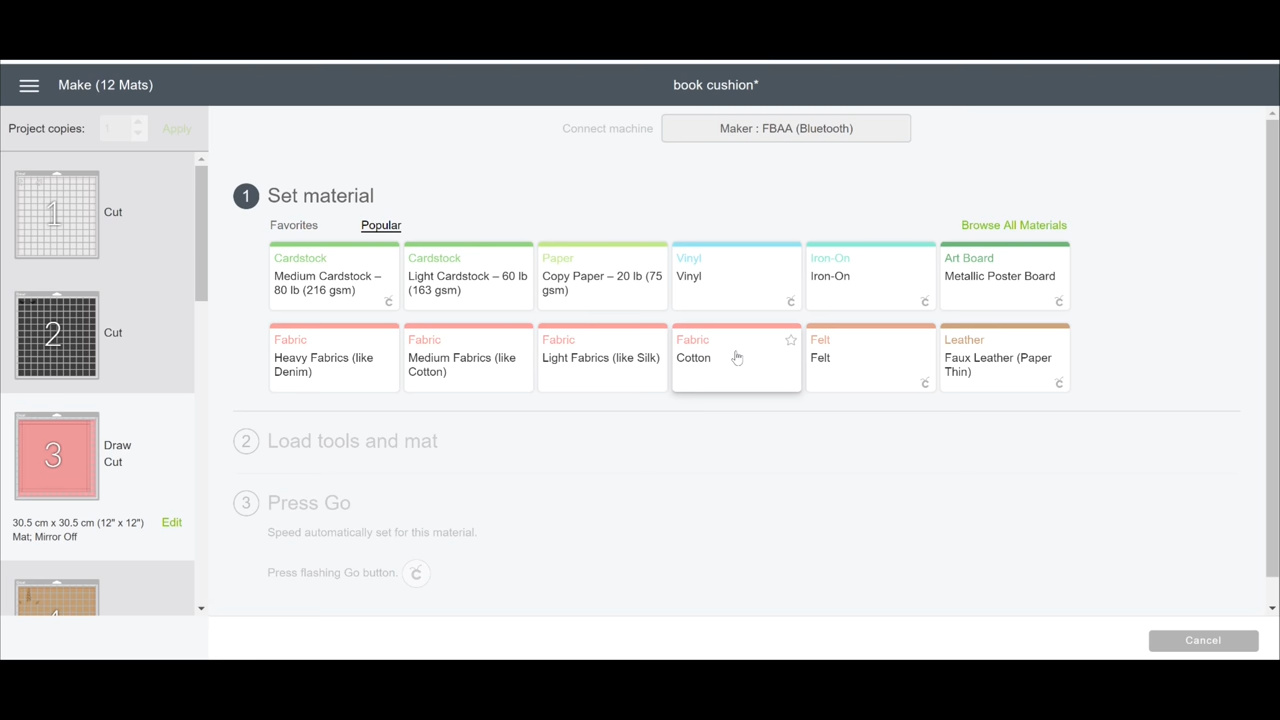 Make (12 Mats)
book cushion*
Project copies:
1
Apply
Connect machine
Maker : FBAA (Bluetooth)
1
Cut
2
Cut
3
Draw
Cut
30.5 cm x 30.5 cm (12" x 12")
Mat; Mirror Off
Edit
4
1
Set material
Favorites
Popular
Browse All Materials
Cardstock
Medium Cardstock –
80 lb (216 gsm)
Cardstock
Light Cardstock – 60 lb
(163 gsm)
Paper
Copy Paper – 20 lb (75
gsm)
Vinyl
Vinyl
Iron-On
Iron-On
Art Board
Metallic Poster Board
Fabric
Heavy Fabrics (like
Denim)
Fabric
Medium Fabrics (like
Cotton)
Fabric
Light Fabrics (like Silk)
Fabric
Cotton
Felt
Felt
Leather
Faux Leather (Paper
Thin)
2
Load tools and mat
3
Press Go
Speed automatically set for this material.
Press flashing Go button.
Cancel